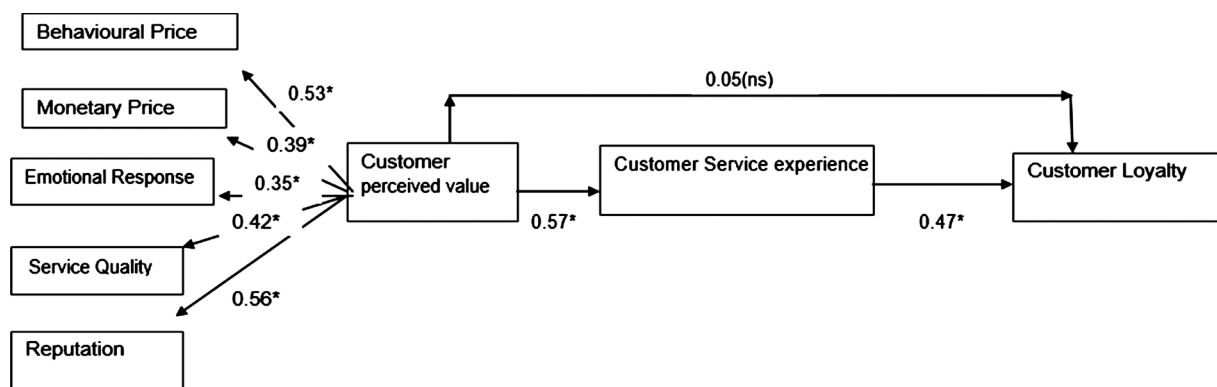 Behavioural Price
0.53*
Monetary Price
0.39*
Emotional Response
0.35*
0.42*
Service Quality
0.56*
Reputation
Customer
perceived value
0.05(ns)
0.57*
Customer Service experience
0.47*
Customer Loyalty